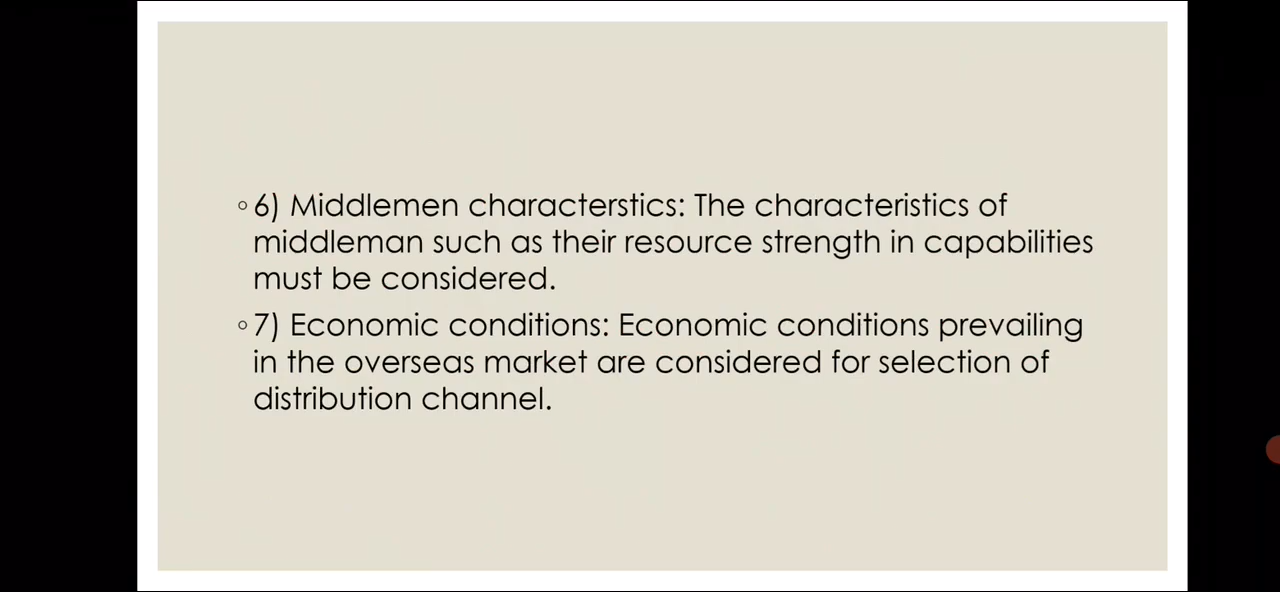 ◦ 6) Middlemen characterstics: The characteristics of
middleman such as their resource strength in capabilities
must be considered.
◦ 7) Economic conditions: Economic conditions prevailing
in the overseas market are considered for selection of
distribution channel.